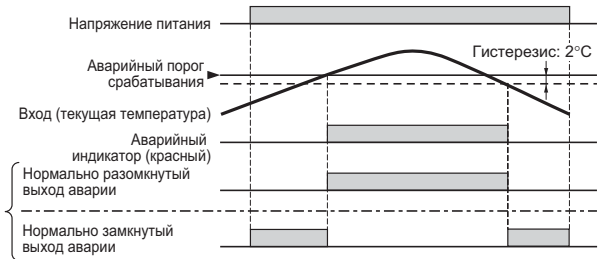 Напряжение питания
Гистерезис: 2°C
Аварийный порог
срабатывания
Вход (текущая температура)
Аварийный
индикатор (красный)
Нормально разомкнутый
выход аварии
Нормально замкнутый
выход аварии